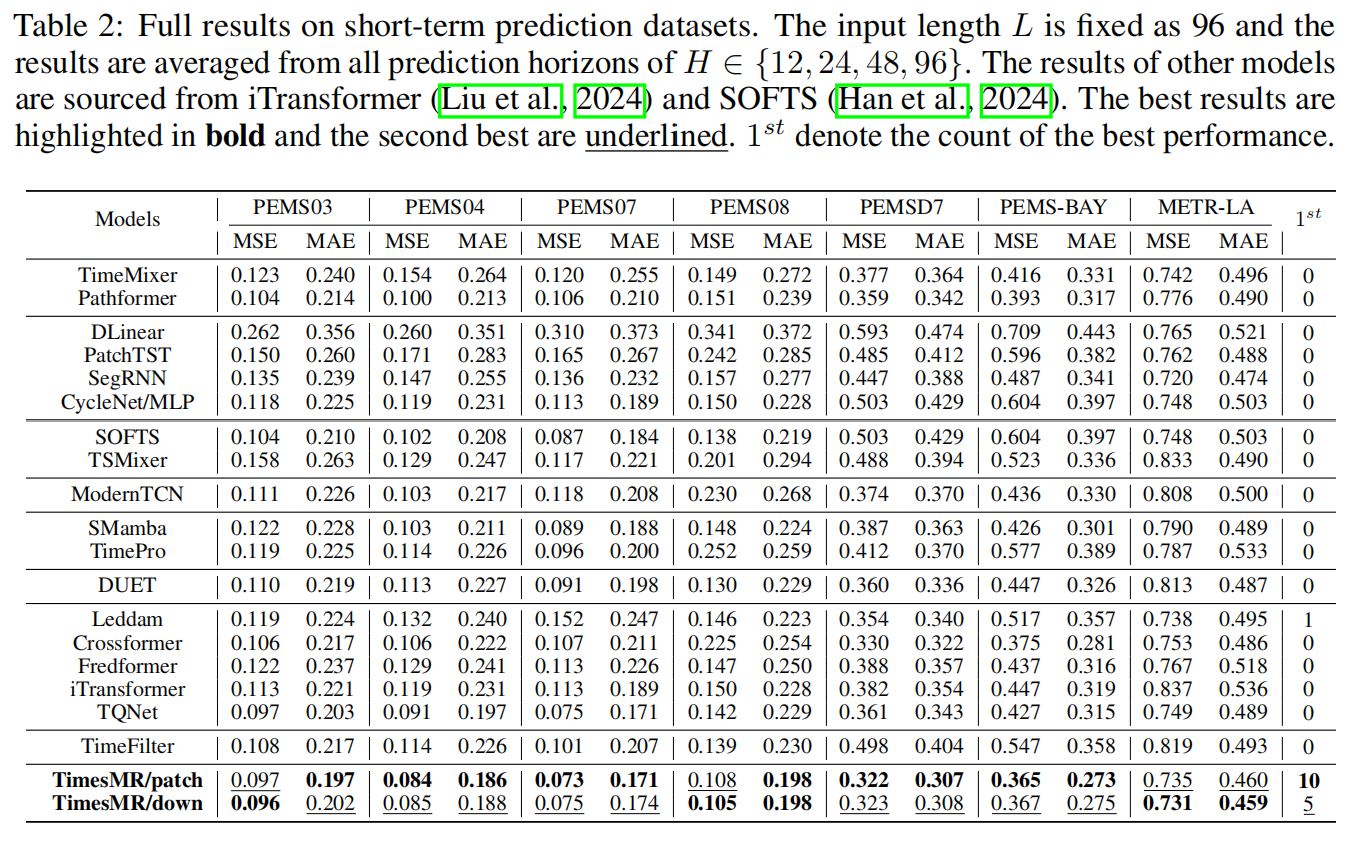 Table 2: Full results on short-term prediction datasets. The input length L is fixed as 96 and the
results are averaged from all prediction horizons of H ∈ {12, 24, 48, 96}. The results of other models
are sourced from iTransformer (Liu et al., 2024) and SOFTS (Han et al., 2024). The best results are
highlighted in bold and the second best are underlined. 1st denote the count of the best performance.
Models PEMS03 PEMS04 PEMS07 PEMS08 PEMSD7 PEMS-BAY METR-LA 1st
MSE MAE MSE MAE MSE MAE MSE MAE MSE MAE MSE MAE MSE MAE
TimeMixer 0.123 0.240 0.154 0.264 0.120 0.255 0.149 0.272 0.377 0.364 0.416 0.331 0.742 0.496 0
Pathformer 0.104 0.214 0.100 0.213 0.106 0.210 0.151 0.239 0.359 0.342 0.393 0.317 0.776 0.490 0
DLinear 0.262 0.356 0.260 0.351 0.310 0.373 0.341 0.372 0.593 0.474 0.709 0.443 0.765 0.521 0
PatchTST 0.150 0.260 0.171 0.283 0.165 0.267 0.242 0.285 0.485 0.412 0.596 0.382 0.762 0.488 0
SegRNN 0.135 0.239 0.147 0.255 0.136 0.232 0.157 0.277 0.447 0.388 0.487 0.341 0.720 0.474 0
CycleNet/MLP 0.118 0.225 0.119 0.231 0.113 0.189 0.150 0.228 0.503 0.429 0.604 0.397 0.748 0.503 0
SOFTS 0.104 0.210 0.102 0.208 0.087 0.184 0.138 0.219 0.503 0.429 0.604 0.397 0.748 0.503 0
TSMixer 0.158 0.263 0.129 0.247 0.117 0.221 0.201 0.294 0.488 0.394 0.523 0.336 0.833 0.490 0
ModernTCN 0.111 0.226 0.103 0.217 0.118 0.208 0.230 0.268 0.374 0.370 0.436 0.330 0.808 0.500 0
SMamba 0.122 0.228 0.103 0.211 0.089 0.188 0.148 0.224 0.387 0.363 0.426 0.301 0.790 0.489 0
TimePro 0.119 0.225 0.114 0.226 0.096 0.200 0.252 0.259 0.412 0.370 0.577 0.389 0.787 0.533 0
DUET 0.110 0.219 0.113 0.227 0.091 0.198 0.130 0.229 0.360 0.336 0.447 0.326 0.813 0.487 0
Leddam 0.119 0.224 0.132 0.240 0.152 0.247 0.146 0.223 0.354 0.340 0.517 0.357 0.738 0.495 1
Crossformer 0.106 0.217 0.106 0.222 0.107 0.211 0.225 0.254 0.330 0.322 0.375 0.281 0.753 0.486 0
Fredformer 0.122 0.237 0.129 0.241 0.113 0.226 0.147 0.250 0.388 0.357 0.437 0.316 0.767 0.518 0
iTransformer 0.113 0.221 0.119 0.231 0.113 0.189 0.150 0.228 0.382 0.354 0.447 0.319 0.837 0.536 0
TQNet 0.097 0.203 0.091 0.197 0.075 0.171 0.142 0.229 0.361 0.343 0.427 0.315 0.749 0.489 0
TimeFilter 0.108 0.217 0.114 0.226 0.101 0.207 0.139 0.230 0.498 0.404 0.547 0.358 0.819 0.493 0
TimesMR/patch 0.097 0.197 0.084 0.186 0.073 0.171 0.108 0.198 0.322 0.307 0.365 0.273 0.735 0.460 10
TimesMR/down 0.096 0.202 0.085 0.188 0.075 0.174 0.105 0.198 0.323 0.308 0.367 0.275 0.731 0.459 5